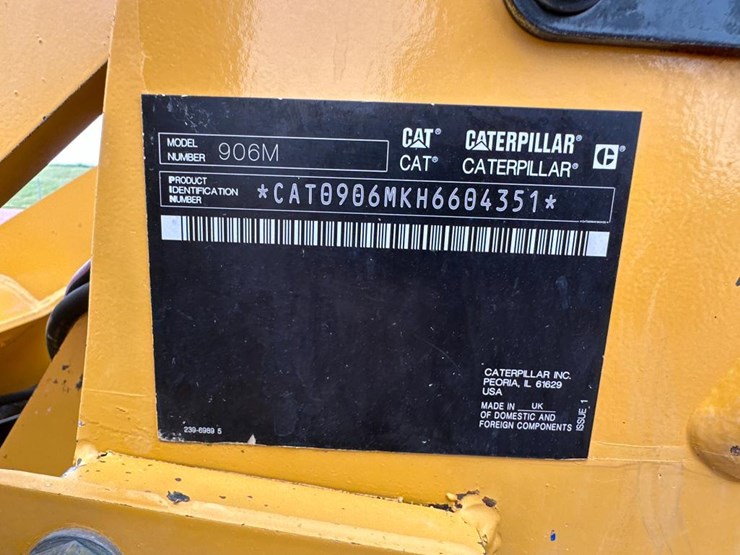 MODEL NUMBER 906M
CAT® CATERPILLAR®
CAT® CATERPILLAR®
PRODUCT IDENTIFICATION NUMBER *CAT0906MKH6604351*
CATERPILLAR INC.
PEORIA, IL 61629
USA
MADE IN UK
OF DOMESTIC AND
FOREIGN COMPONENTS
ISSUE 1
239-6989 5